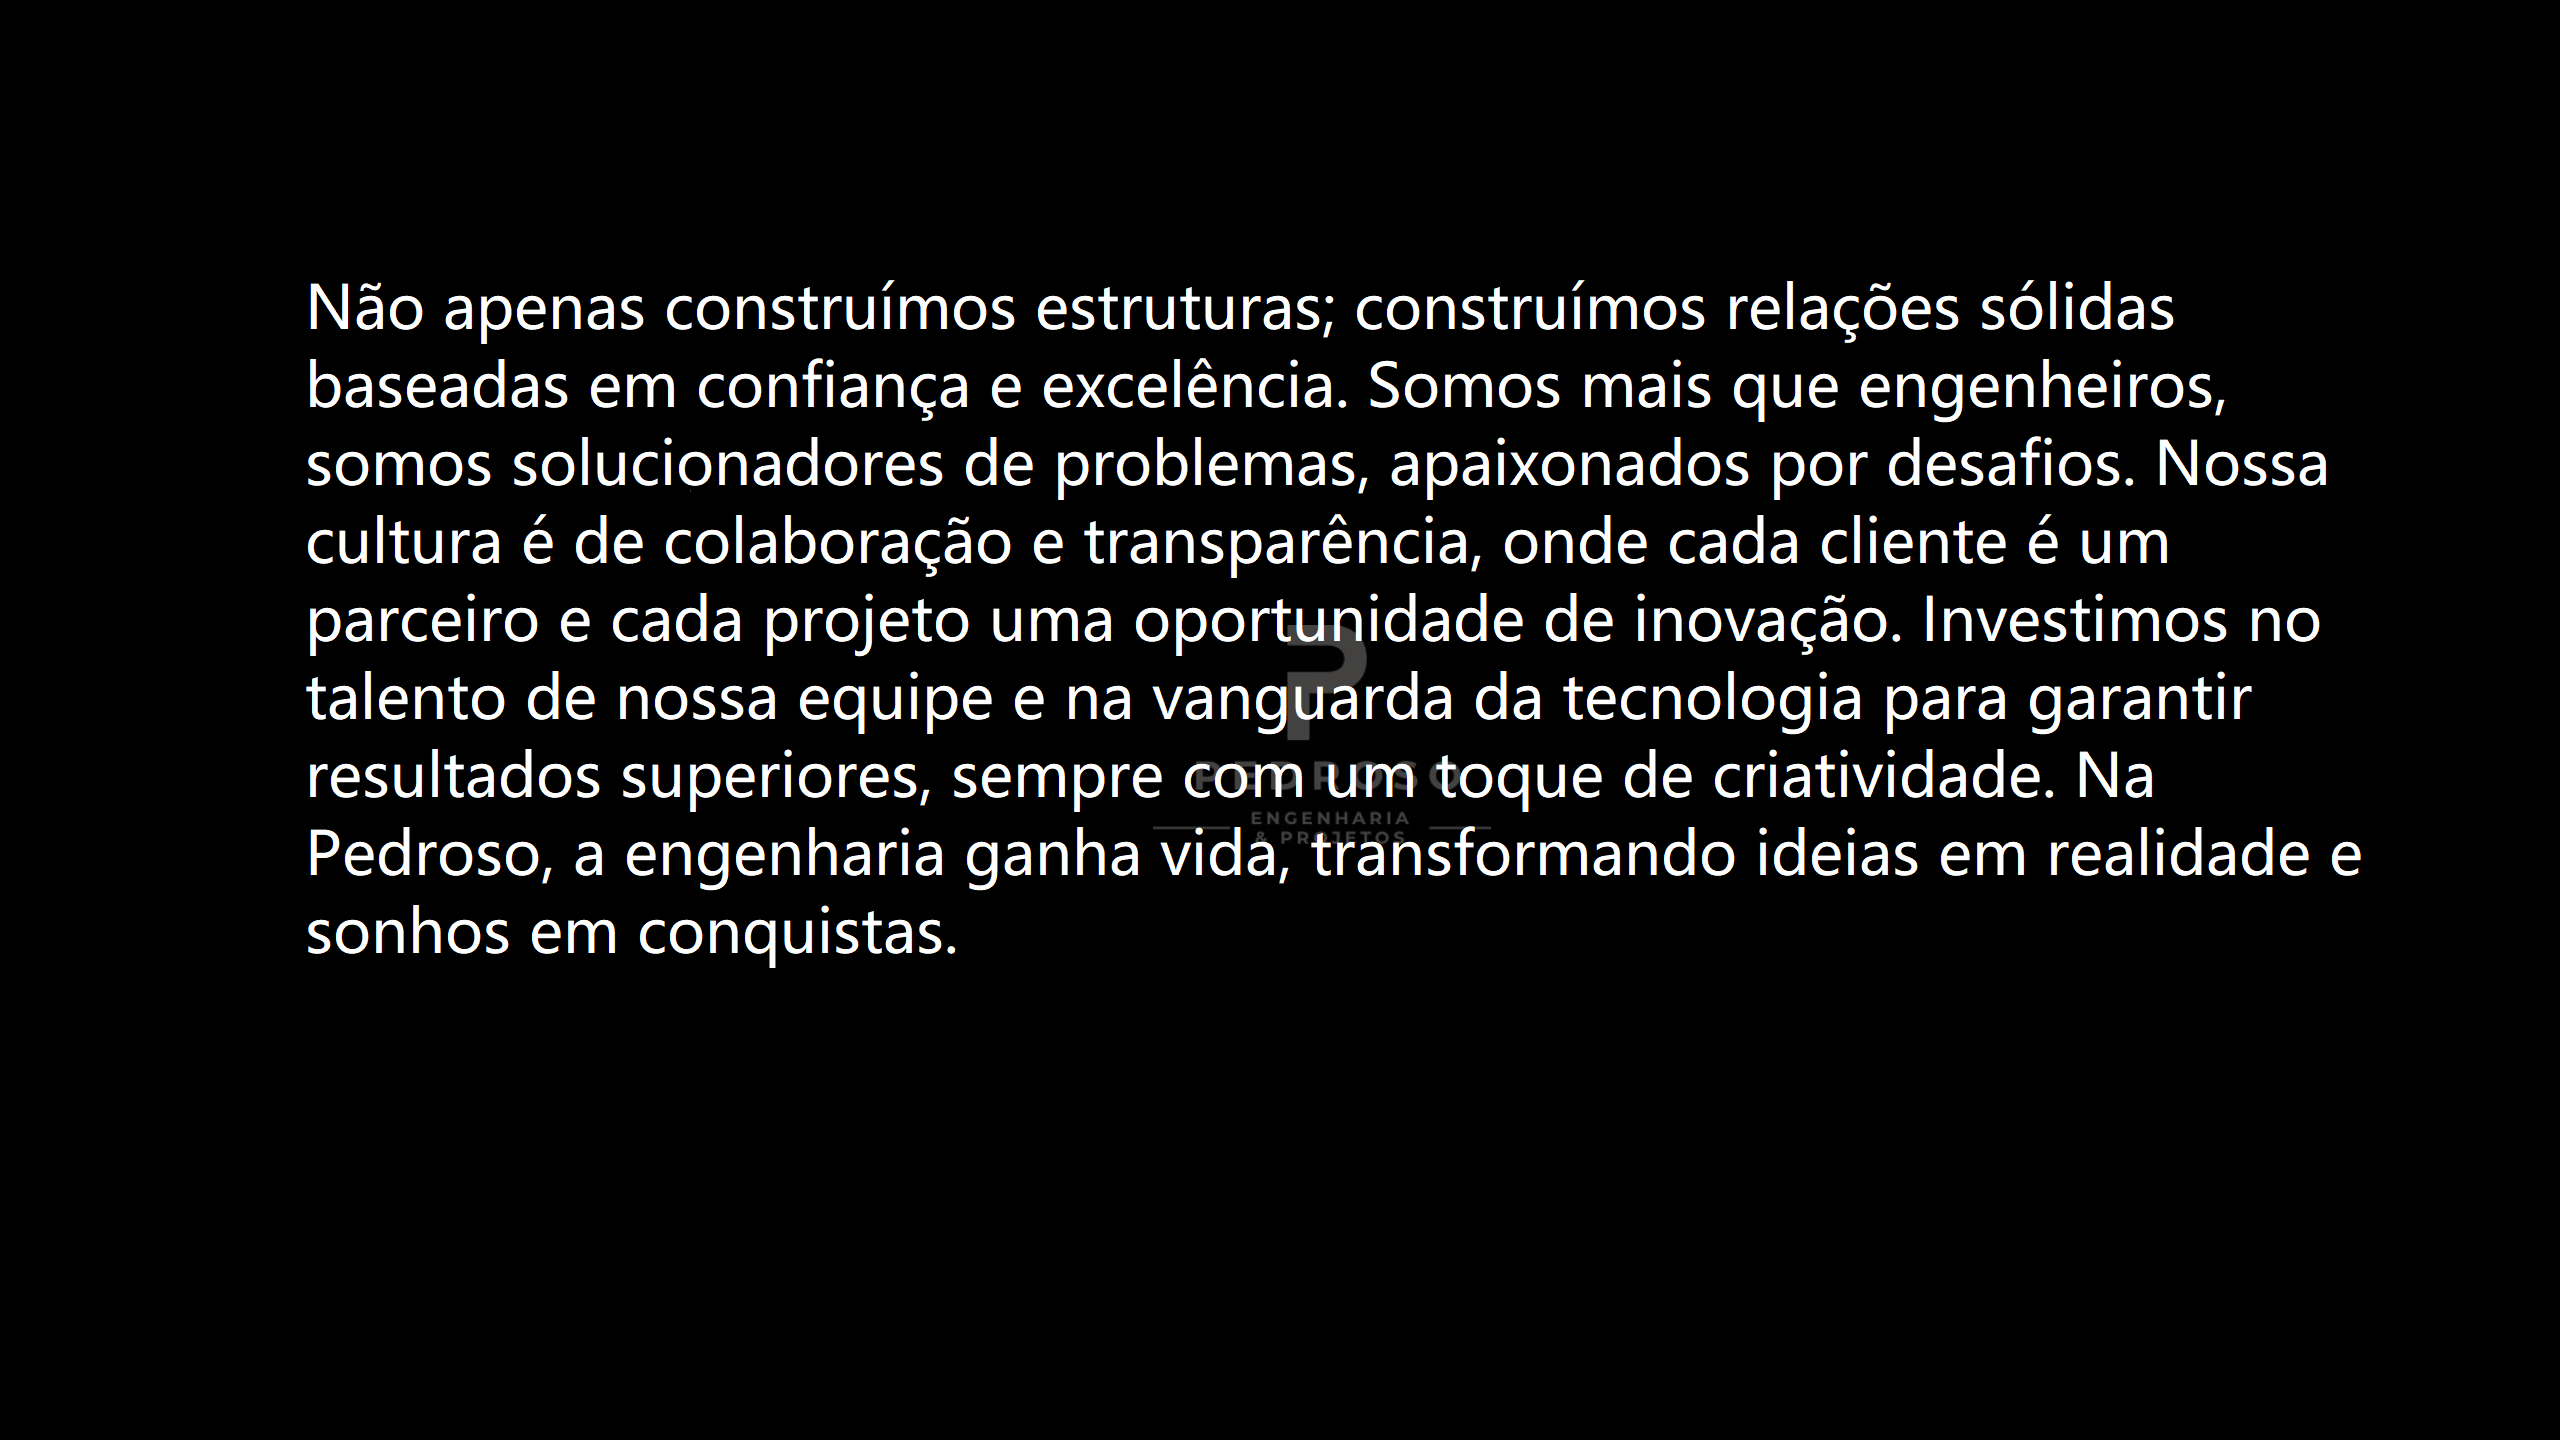 Não apenas construímos estruturas; construímos relações sólidas
baseadas em confiança e excelência. Somos mais que engenheiros,
somos solucionadores de problemas, apaixonados por desafios. Nossa
cultura é de colaboração e transparência, onde cada cliente é um
parceiro e cada projeto uma oportunidade de inovação. Investimos no
talento de nossa equipe e na vanguarda da tecnologia para garantir
resultados superiores, sempre com um toque de criatividade. Na
Pedroso, a engenharia ganha vida, transformando ideias em realidade e
sonhos em conquistas.
P
PEDROSO
ENGENHARIA
& PROJETOS